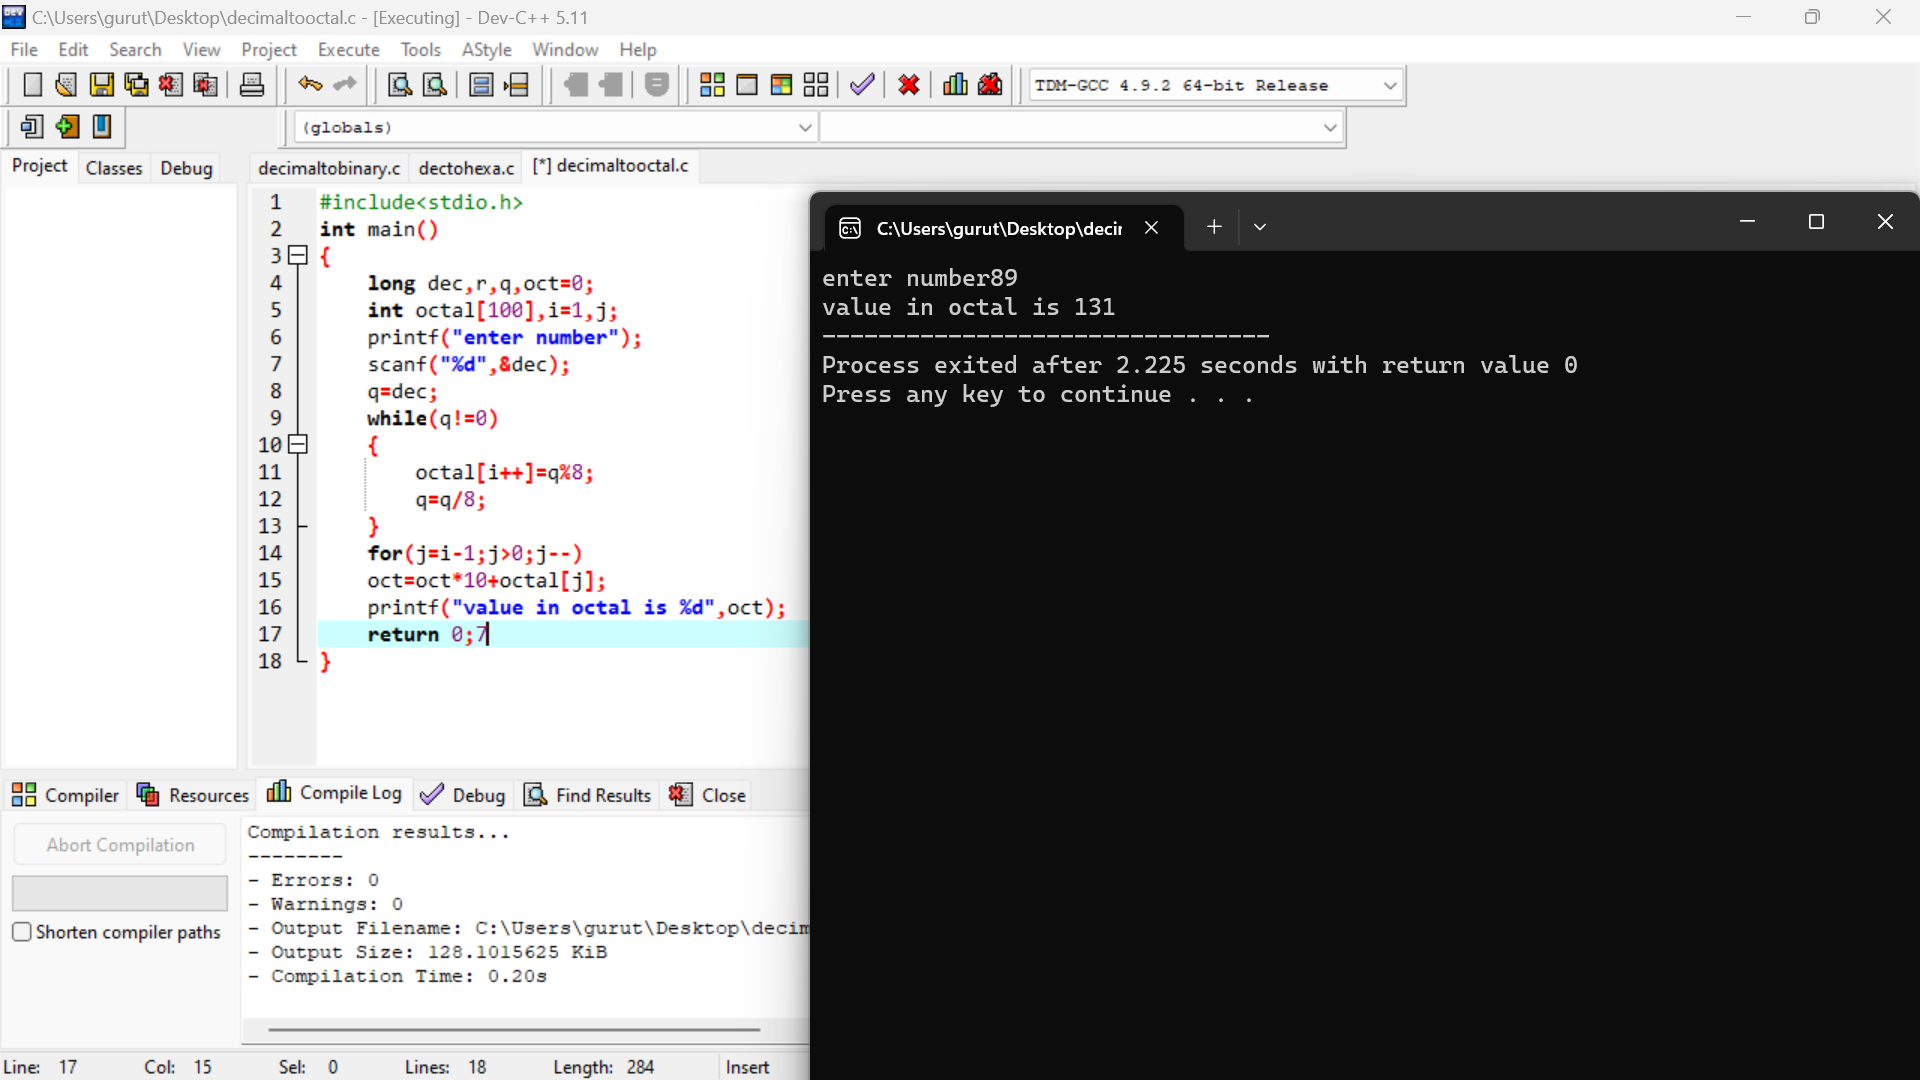 C:\Users\gurut\Desktop\decimaltooctal.c - [Executing] - Dev-C++ 5.11
File Edit Search View Project Execute Tools AStyle Window Help
TDM-GCC 4.9.2 64-bit Release
(globals)
Project Classes Debug
decimaltobinary.c dectohexa.c [*] decimaltooctal.c
1 #include<stdio.h>
2 int main()
3 {
4 long dec,r,q,oct=0;
5 int octal[100],i=1,j;
6 printf("enter number");
7 scanf("%d",&dec);
8 q=dec;
9 while(q!=0)
10 {
11 octal[i++]=q%8;
12 q=q/8;
13 }
14 for(j=i-1;j>0;j--)
15 oct=oct*10+octal[j];
16 printf("value in octal is %d",oct);
17 return 0;7
18 }
C:\Users\gurut\Desktop\decir
enter number89
value in octal is 131
--------------------------------
Process exited after 2.225 seconds with return value 0
Press any key to continue . . .
Compiler Resources Compile Log Debug Find Results Close
Abort Compilation
Shorten compiler paths
Compilation results...
--------
- Errors: 0
- Warnings: 0
- Output Filename: C:\Users\gurut\Desktop\decim
- Output Size: 128.1015625 KiB
- Compilation Time: 0.20s
Line: 17 Col: 15 Sel: 0 Lines: 18 Length: 284 Insert